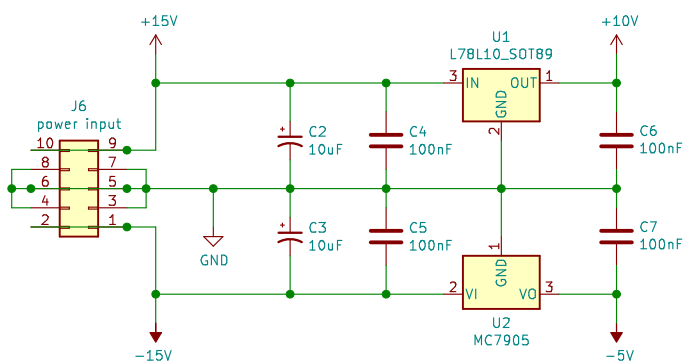 +15V
+10V
U1
L78L10_SOT89
3 IN OUT 1
GND
2
J6
power input
10 9
8 7
6 5
4 3
2 1
+ C2
10uF
C4
100nF
C6
100nF
+ C3
10uF
C5
100nF
C7
100nF
GND
1
GND
2 VI VO 3
U2
MC7905
-15V
-5V